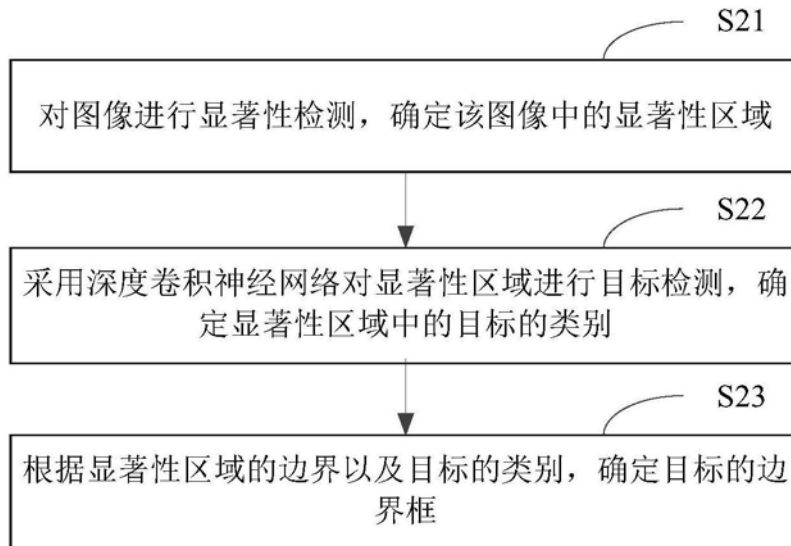 S21
对图像进行显著性检测，确定该图像中的显著性区域
S22
采用深度卷积神经网络对显著性区域进行目标检测，确
定显著性区域中的目标的类别
S23
根据显著性区域的边界以及目标的类别，确定目标的边
界框